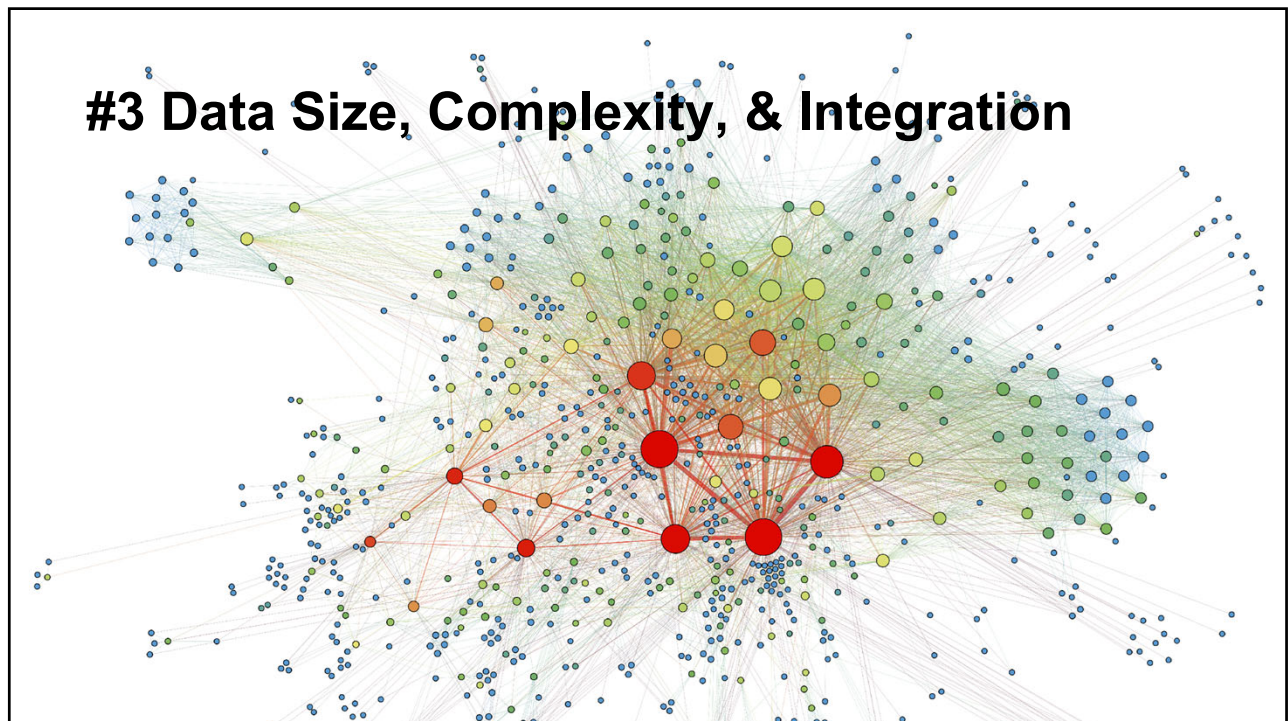 #3 Data Size, Complexity, & Integration